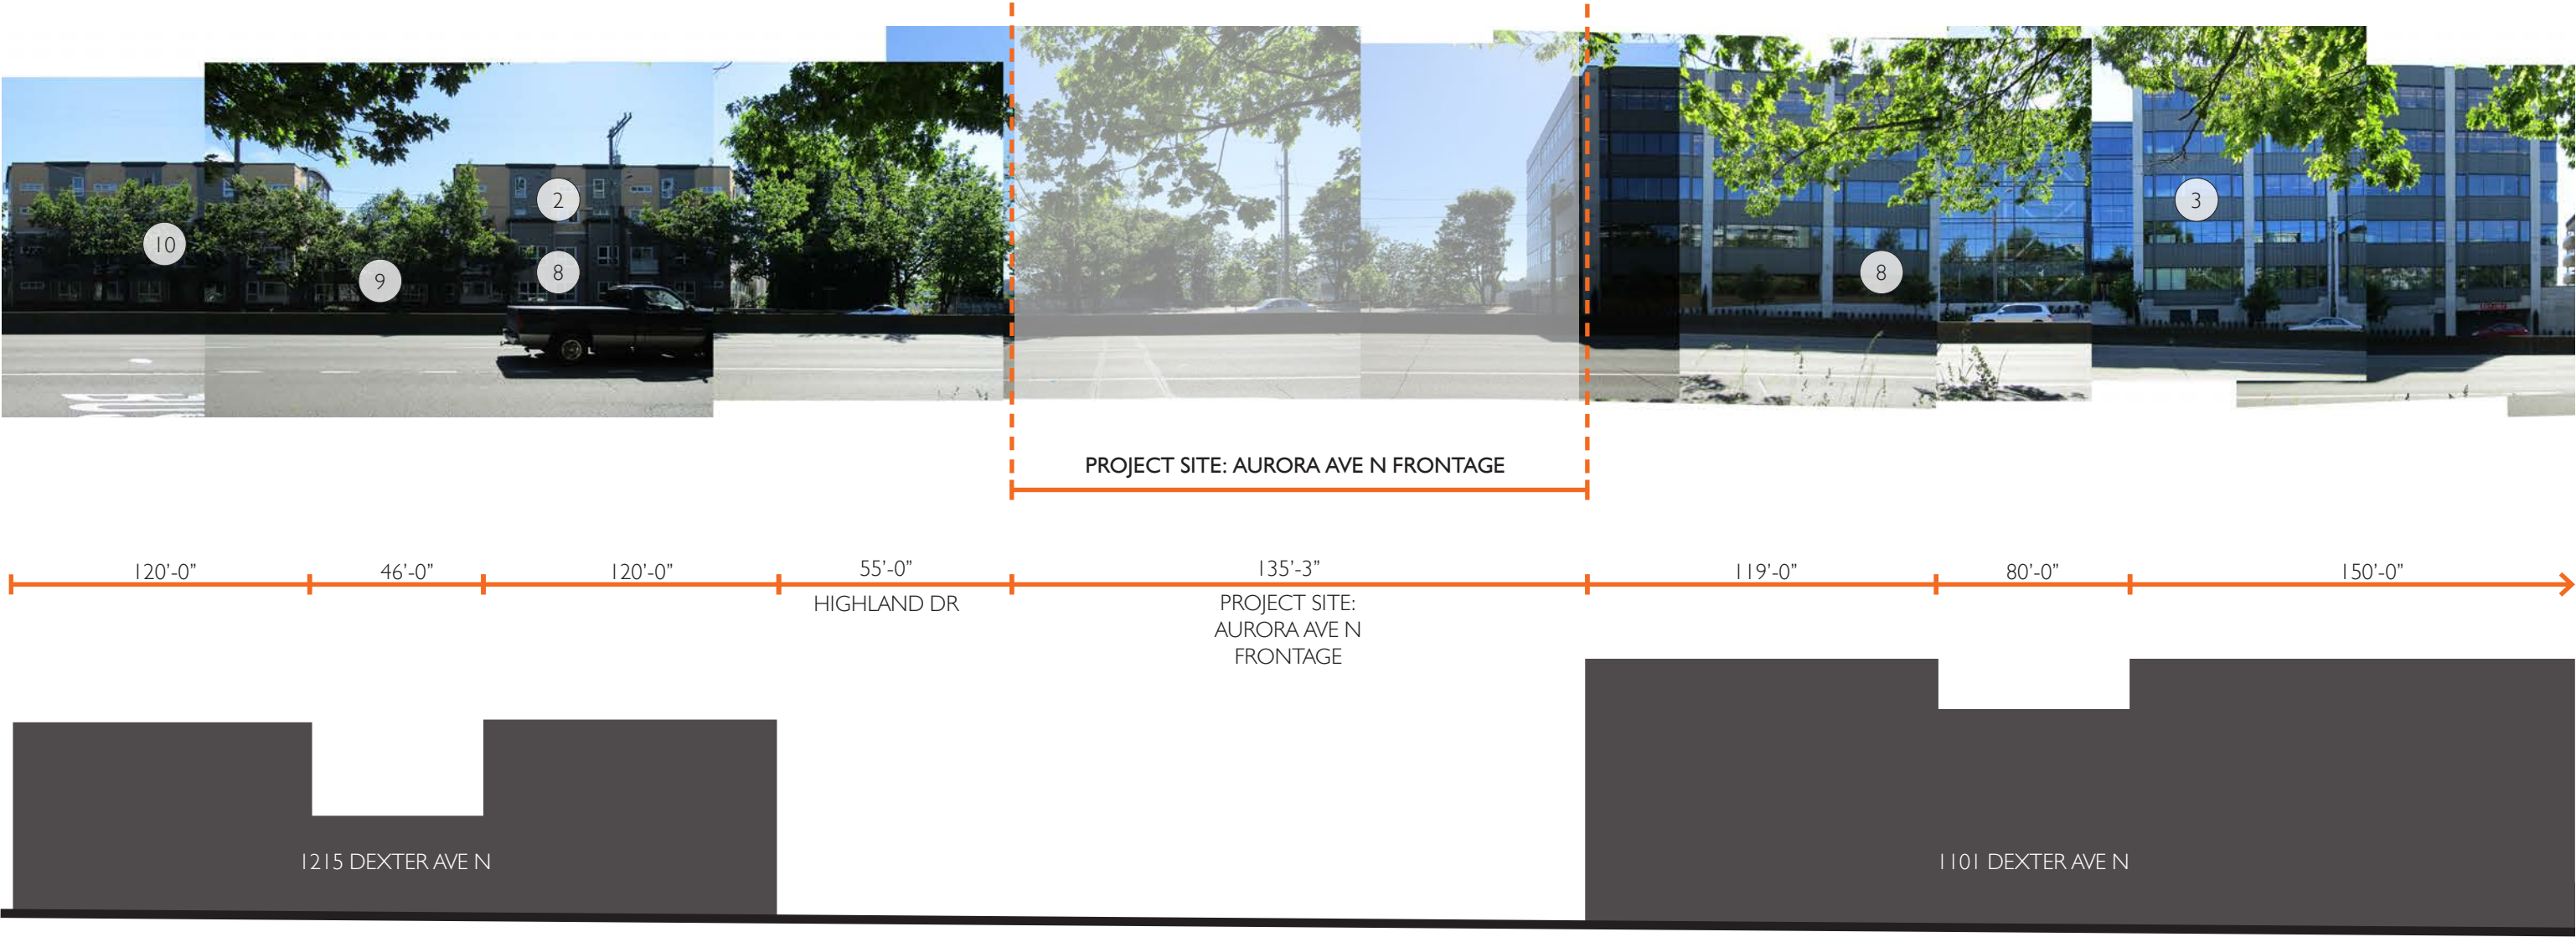 2
3
10
9
8
8
PROJECT SITE: AURORA AVE N FRONTAGE
120'-0"
46'-0"
120'-0"
55'-0"
135'-3"
119'-0"
80'-0"
150'-0"
HIGHLAND DR
PROJECT SITE:
AURORA AVE N
FRONTAGE
1215 DEXTER AVE N
1101 DEXTER AVE N